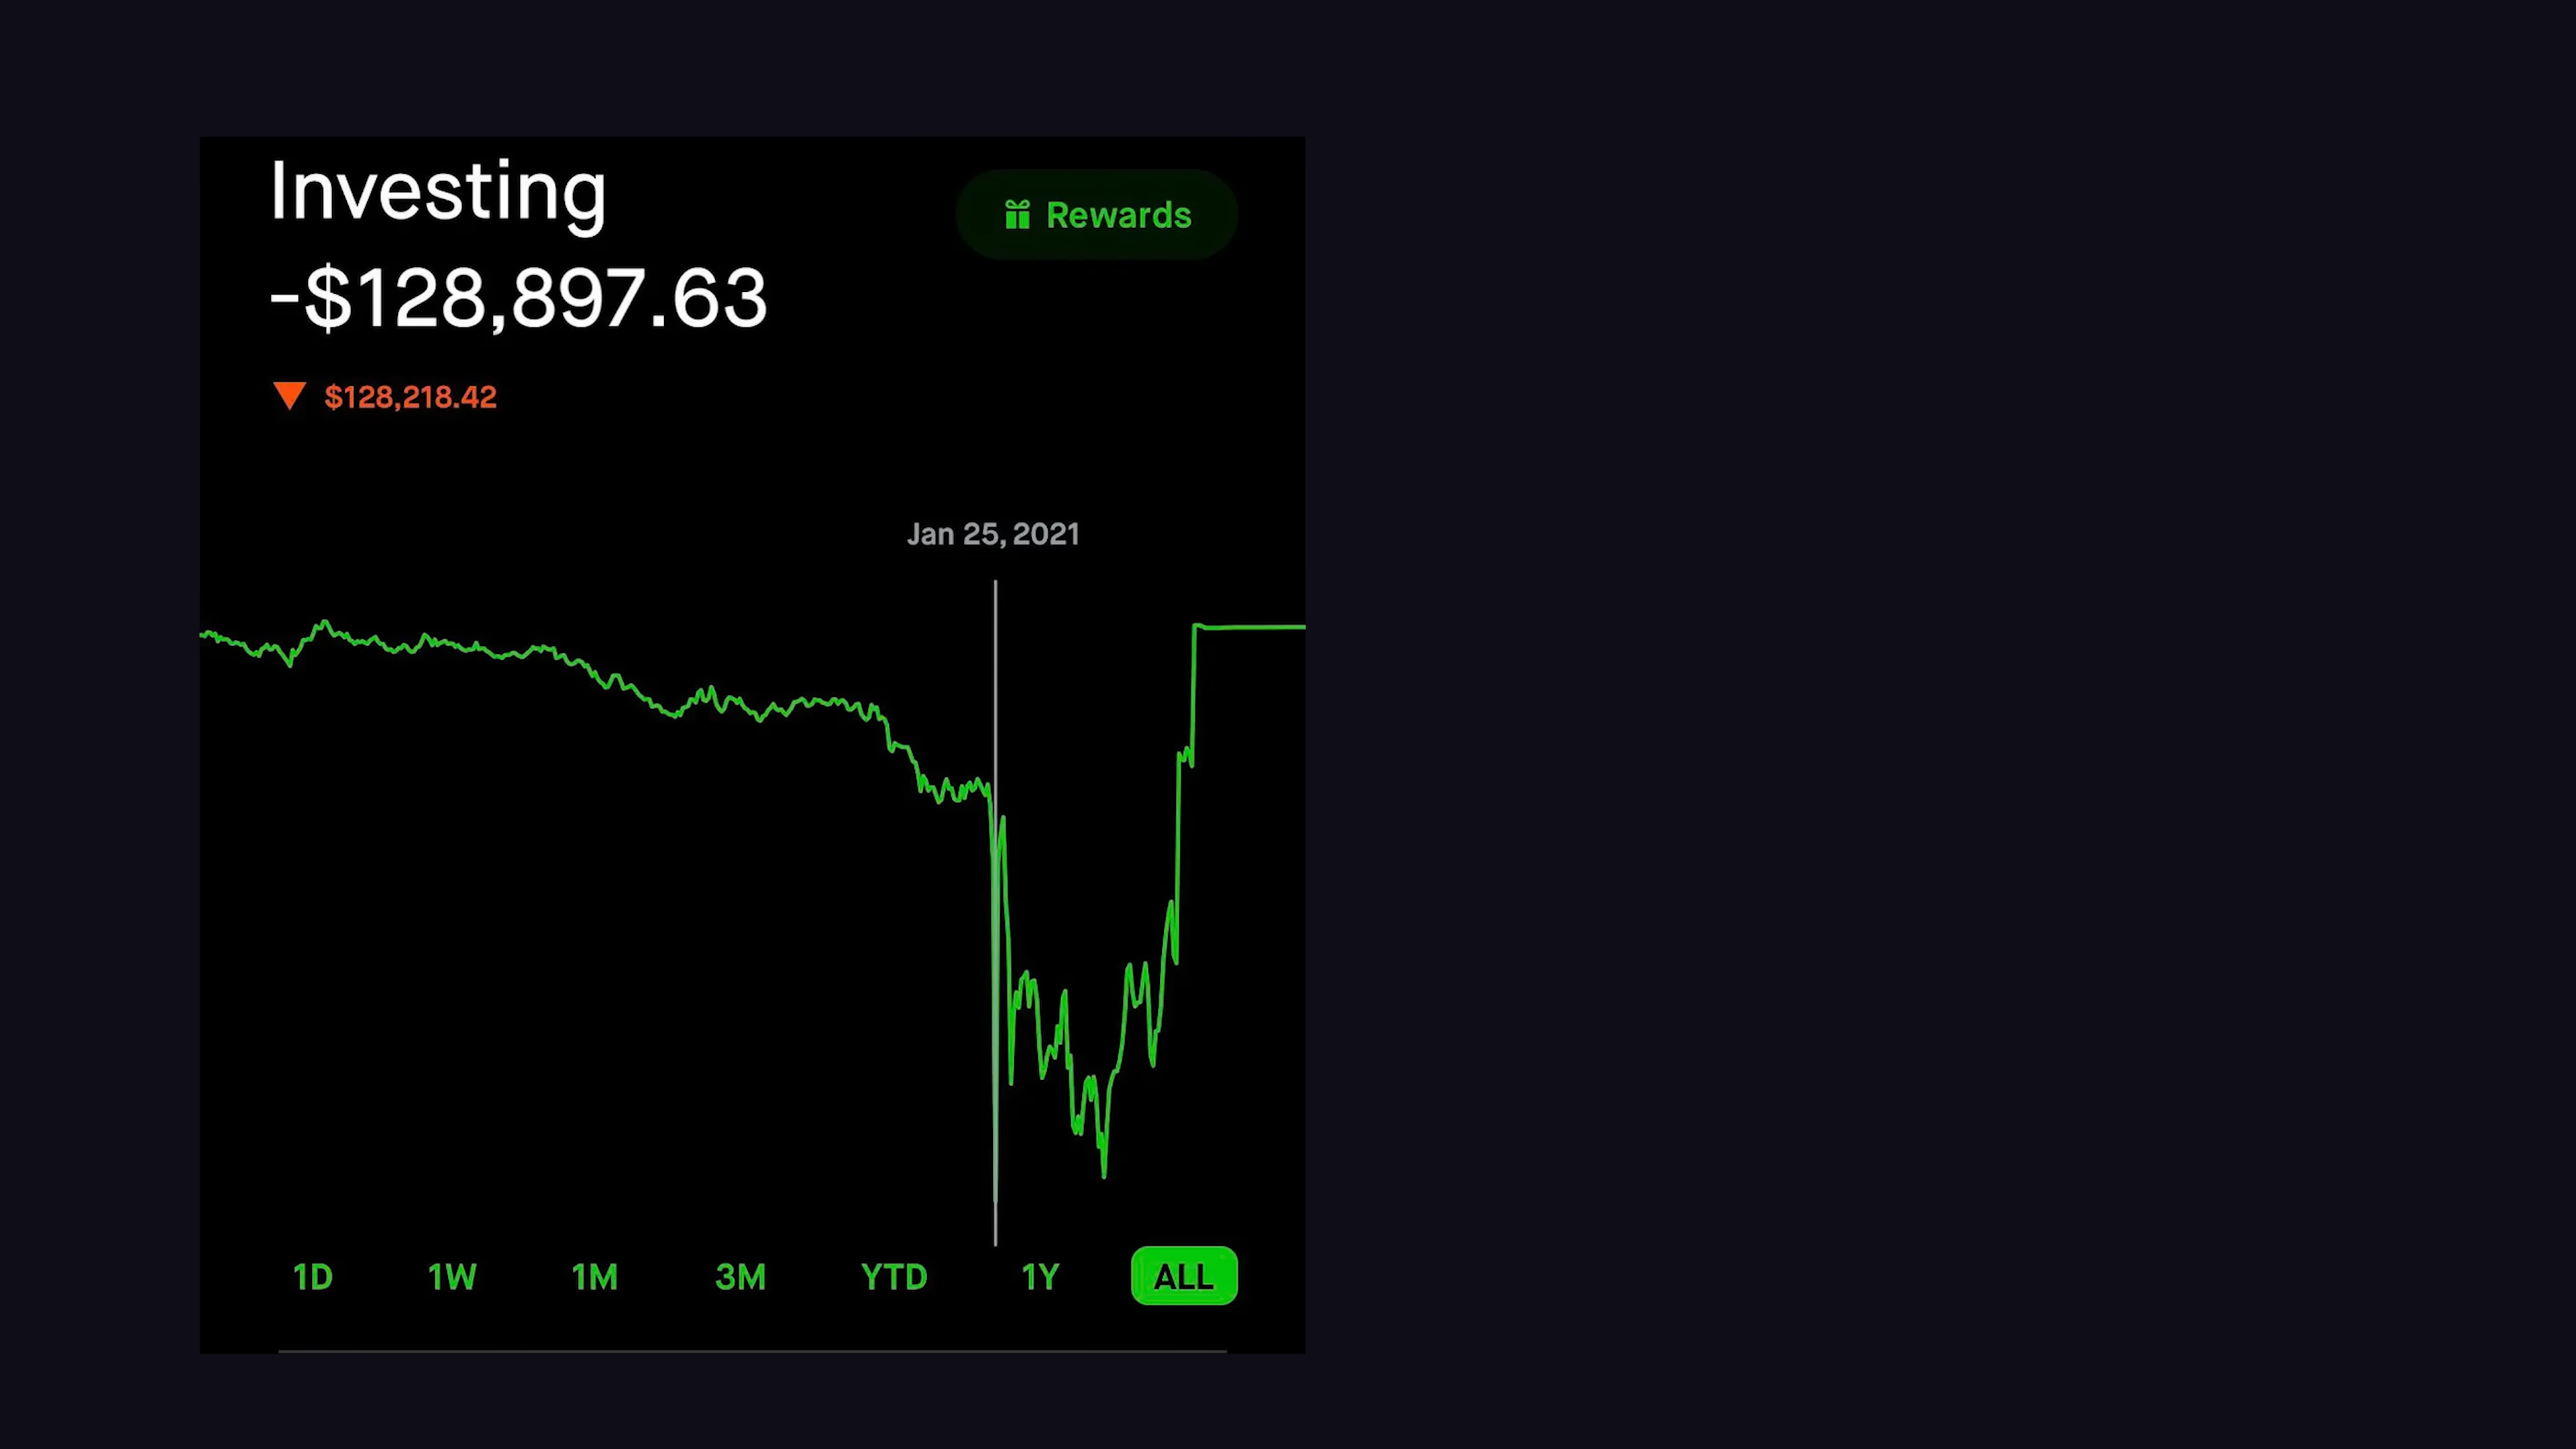 Investing
Rewards
-$128,897.63
$128,218.42
Jan 25, 2021
1D 1W 1M 3M YTD 1Y ALL